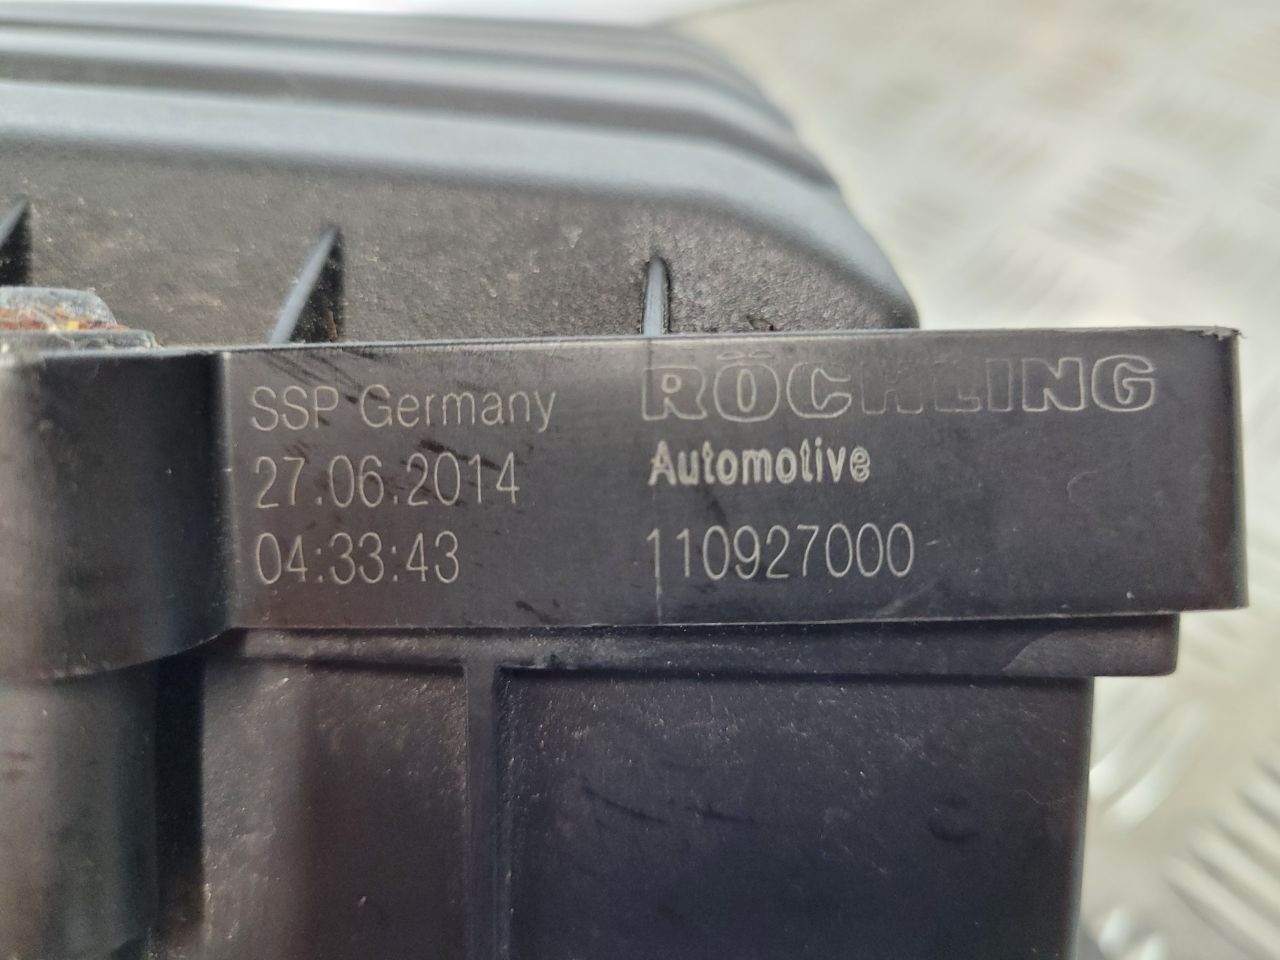 SSP Germany
27.06.2014
04:33:43
RÖCHLING
Automotive
110927000